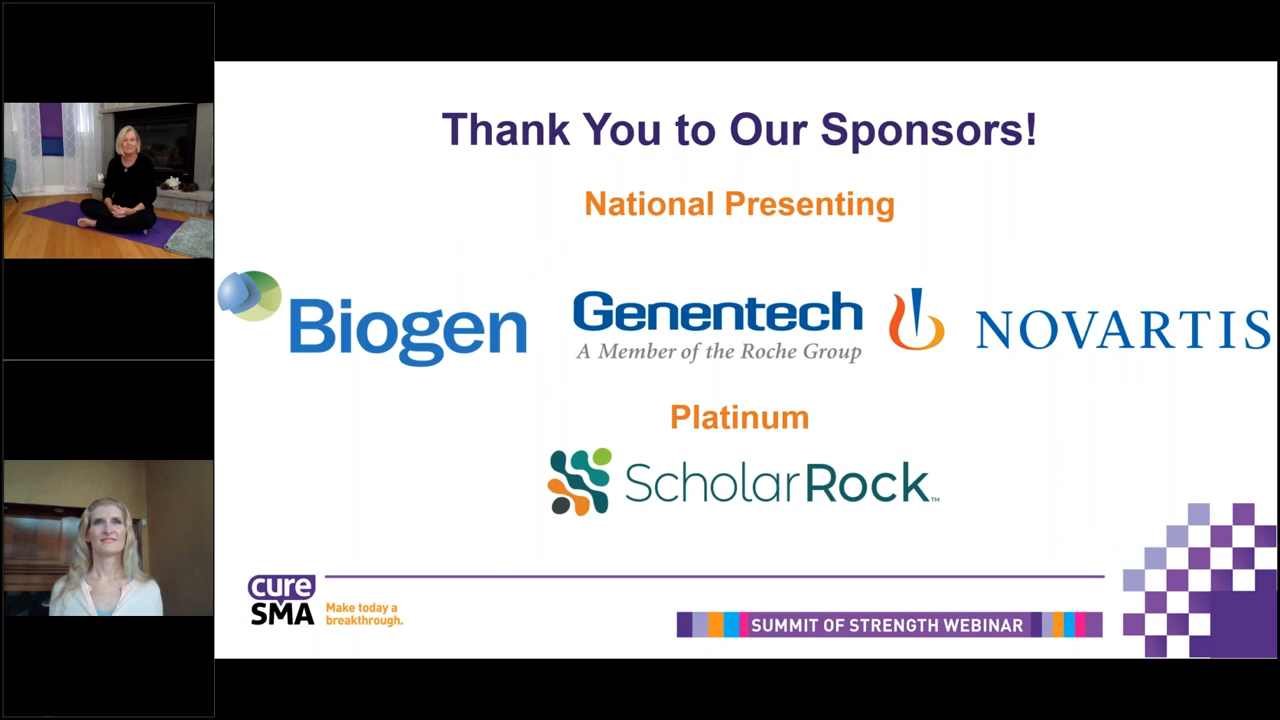 Thank You to Our Sponsors!
National Presenting
Biogen
Genentech
A Member of the Roche Group
NOVARTIS
Platinum
ScholarRock™
cure
SMA
Make today a
breakthrough.
SUMMIT OF STRENGTH WEBINAR